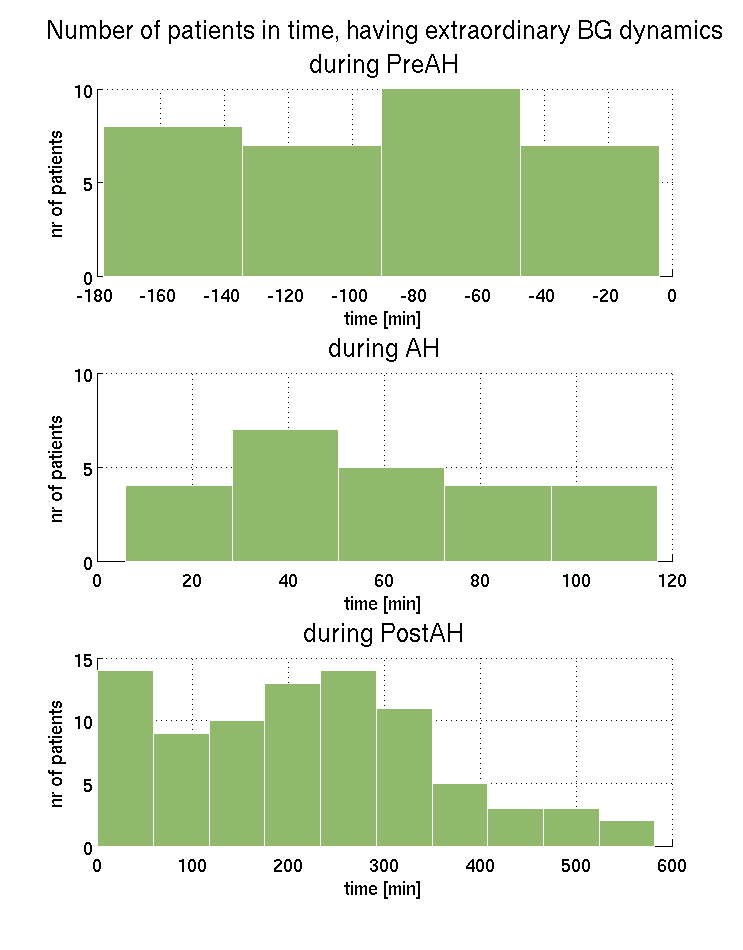 Number of patients in time, having extraordinary BG dynamics
during PreAH
10
5
0
nr of patients
-180 -160 -140 -120 -100 -80 -60 -40 -20 0
time [min]
during AH
10
5
0
nr of patients
0 20 40 60 80 100 120
time [min]
during PostAH
15
10
5
0
nr of patients
0 100 200 300 400 500 600
time [min]